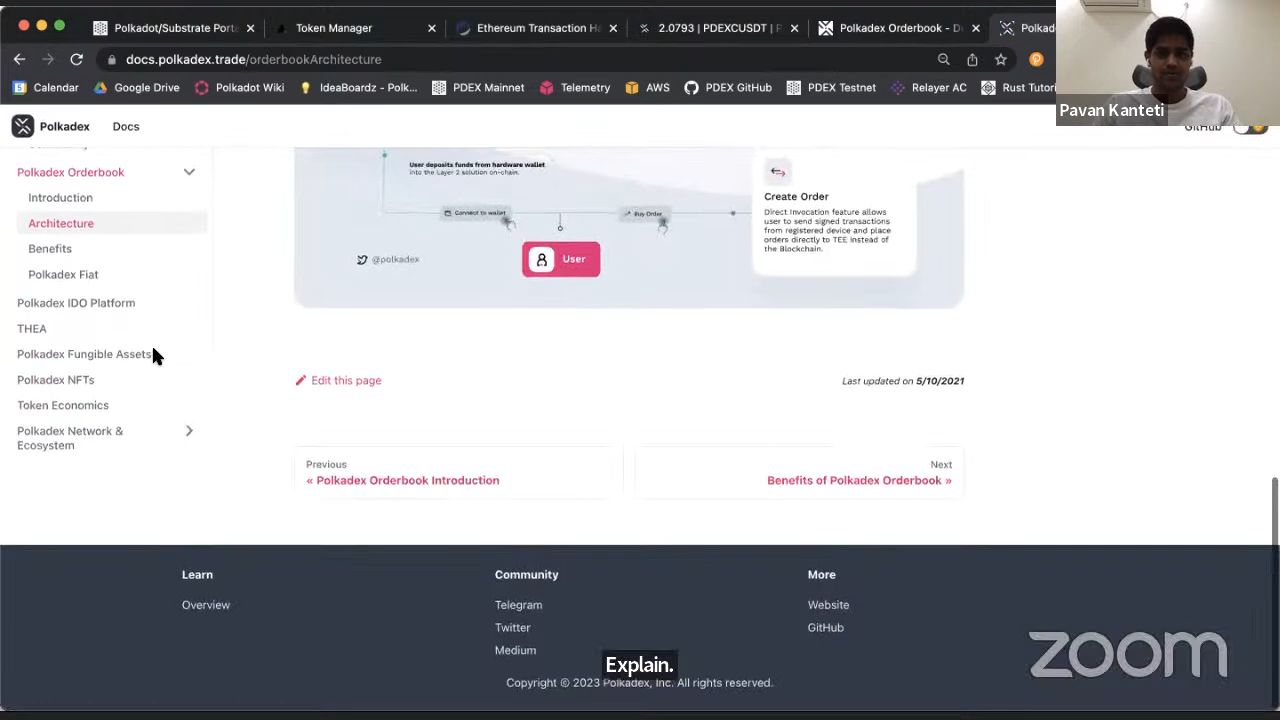 Polkadot/Substrate Porta
Token Manager
Ethereum Transaction Ha
2.0793 | PDEXCUSDT | P
Polkadex Orderbook - D
Polkad
docs.polkadex.trade/orderbookArchitecture
Calendar
Google Drive
Polkadot Wiki
IdeaBoardz - Polk...
PDEX Mainnet
Telemetry
AWS
PDEX GitHub
PDEX Testnet
Relayer AC
Rust Tutori
Pavan Kanteti
Polkadex
Docs
GitHub
Polkadex Orderbook
Introduction
Architecture
Benefits
Polkadex Fiat
Polkadex IDO Platform
THEA
Polkadex Fungible Assets
Polkadex NFTs
Token Economics
Polkadex Network &
Ecosystem
User deposits funds from hardware wallet
into the Layer 2 solution on-chain.
Connect to wallet
Buy Order
@polkadex
User
Create Order
Direct Invocation feature allows
user to send signed transactions
from registered device and place
orders directly to TEE instead of
the Blockchain.
Edit this page
Last updated on 5/10/2021
Previous
« Polkadex Orderbook Introduction
Next
Benefits of Polkadex Orderbook »
Learn
Overview
Community
Telegram
Twitter
Medium
More
Website
GitHub
Explain.
Copyright © 2023 Polkadex, Inc. All rights reserved.
zoom